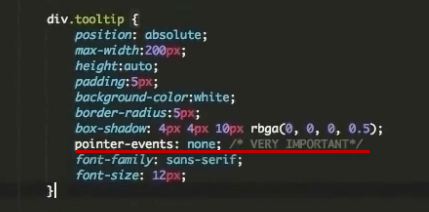 div.tooltip {
position: absolute;
max-width:200px;
height:auto;
padding:5px;
background-color:white;
border-radius:5px;
box-shadow: 4px 4px 10px rbga(0, 0, 0, 0.5);
pointer-events: none; /* VERY IMPORTANT*/
font-family: sans-serif;
font-size: 12px;
}